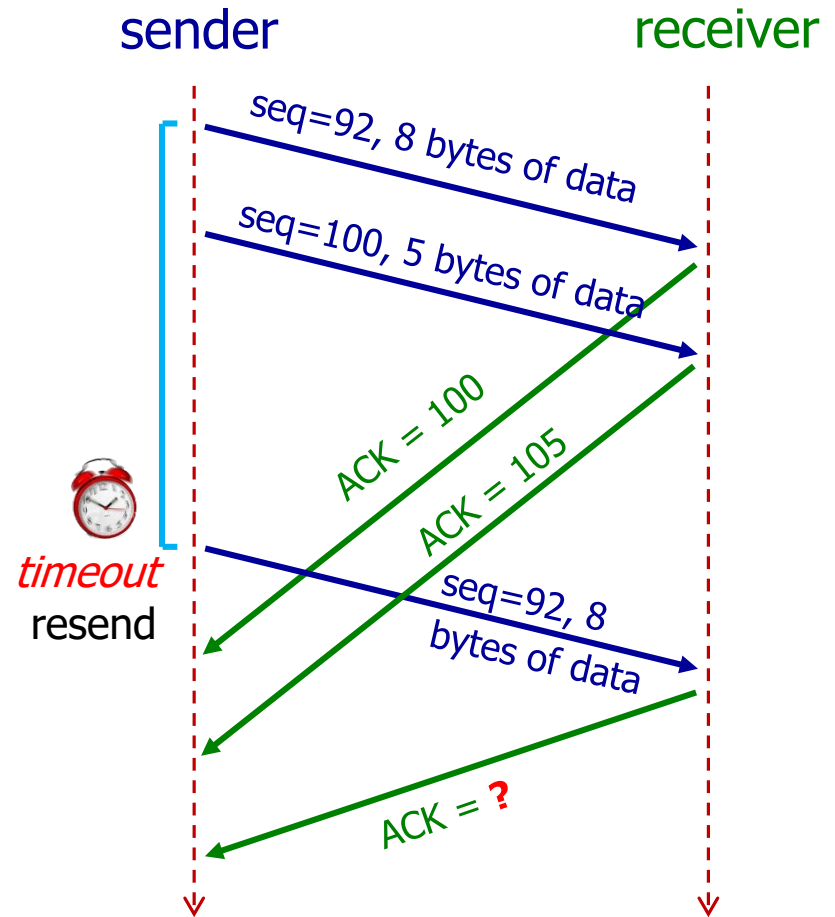 sender
receiver
seq=92, 8 bytes of data
seq=100, 5 bytes of data
ACK = 100
ACK = 105
timeout
resend
seq=92, 8
bytes of data
ACK = ?